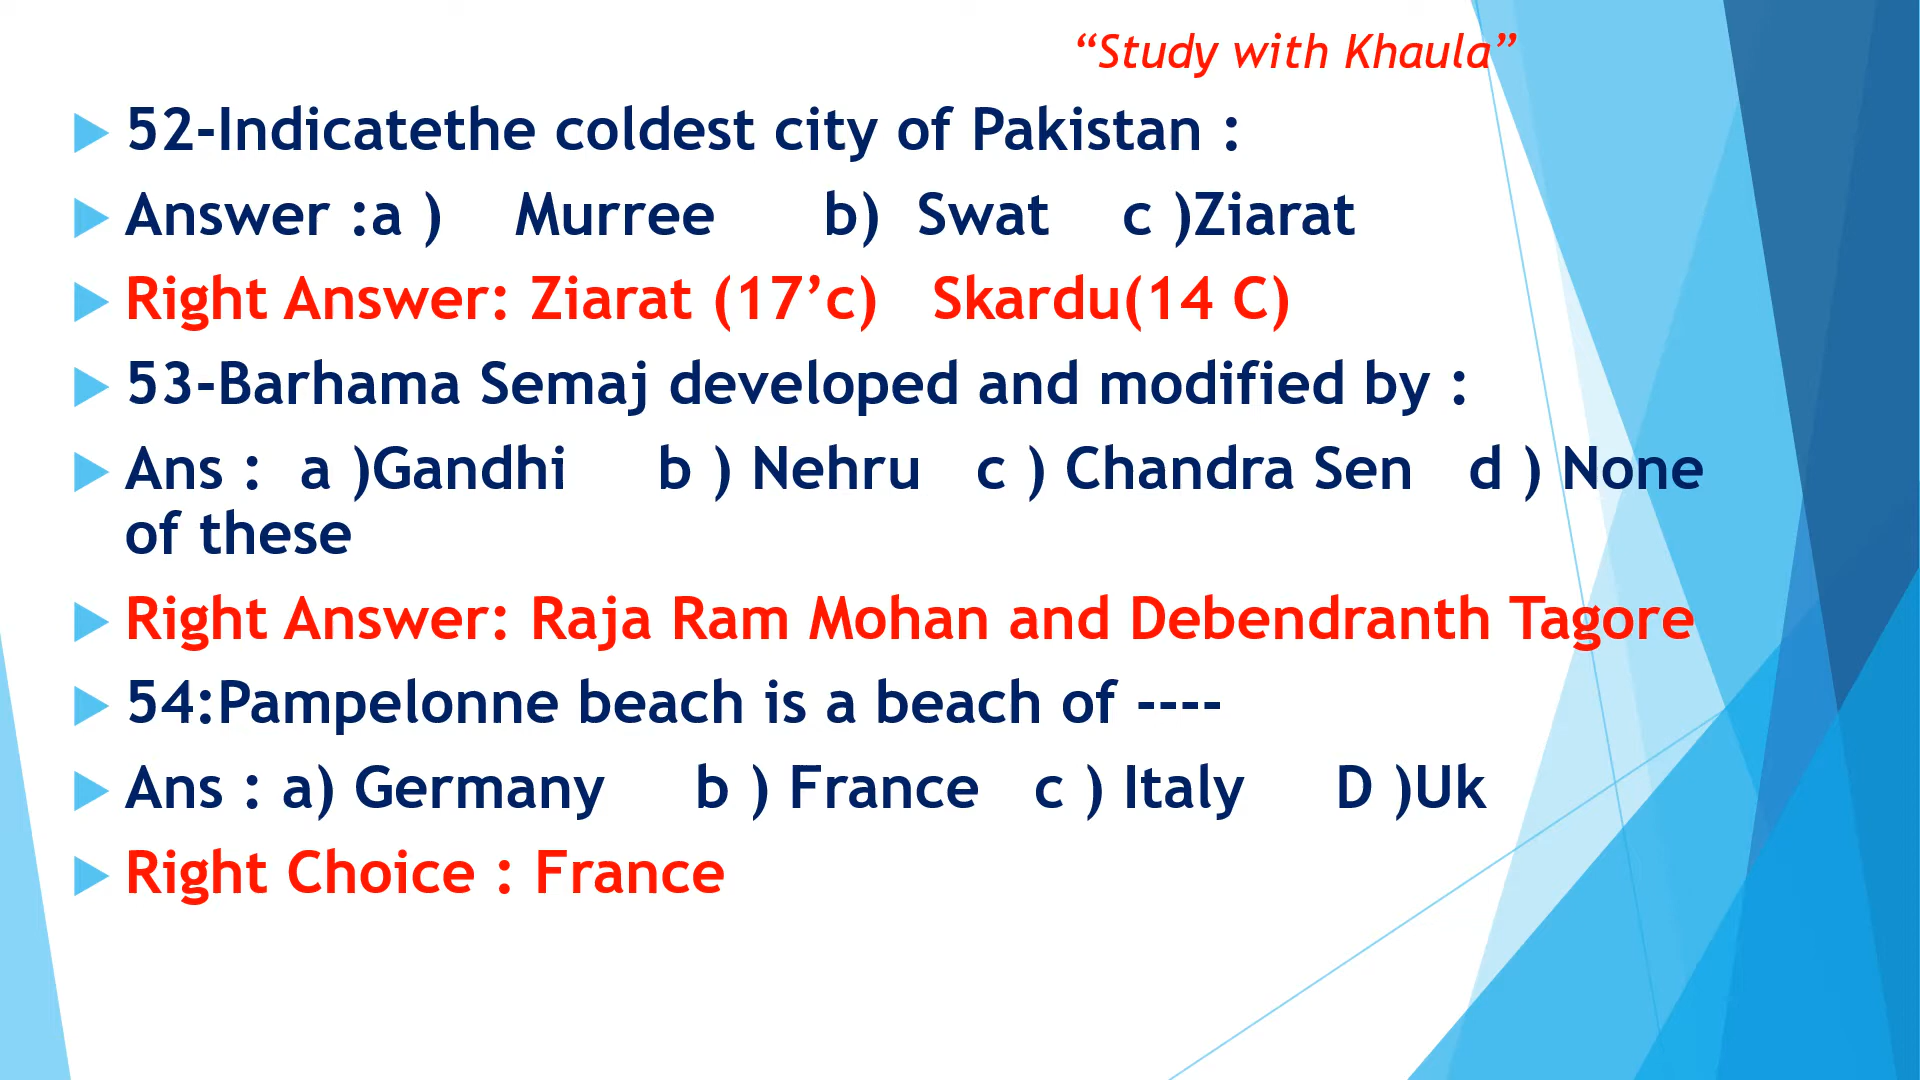 “Study with Khaula”
52-Indicatethe coldest city of Pakistan :
Answer :a ) Murree b) Swat c )Ziarat
Right Answer: Ziarat (17’c) Skardu(14 C)
53-Barhama Semaj developed and modified by :
Ans : a )Gandhi b ) Nehru c ) Chandra Sen d ) None
of these
Right Answer: Raja Ram Mohan and Debendranth Tagore
54:Pampelonne beach is a beach of ----
Ans : a) Germany b ) France c ) Italy D )Uk
Right Choice : France